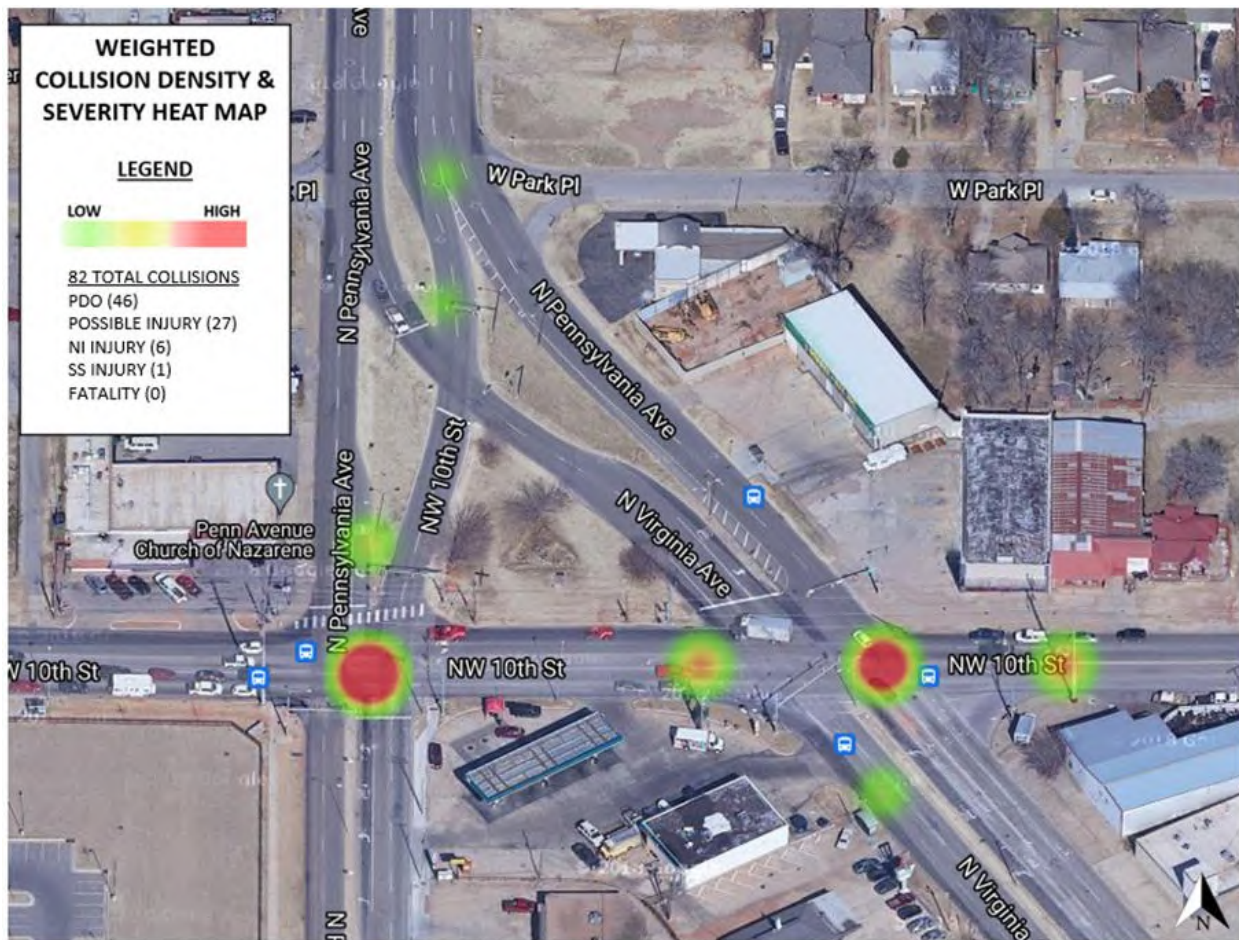 WEIGHTED
COLLISION DENSITY &
SEVERITY HEAT MAP
LEGEND
LOW HIGH
82 TOTAL COLLISIONS
PDO (46)
POSSIBLE INJURY (27)
NI INJURY (6)
SS INJURY (1)
FATALITY (0)
W Park Pl
W Park Pl
N Pennsylvania Ave
N Pennsylvania Ave
N Pennsylvania Ave
NW 10th St
N Virginia Ave
Penn Avenue
Church of Nazarene
N Pennsylvania Ave
W 10th St
NW 10th St
NW 10th St
N Virginia
N